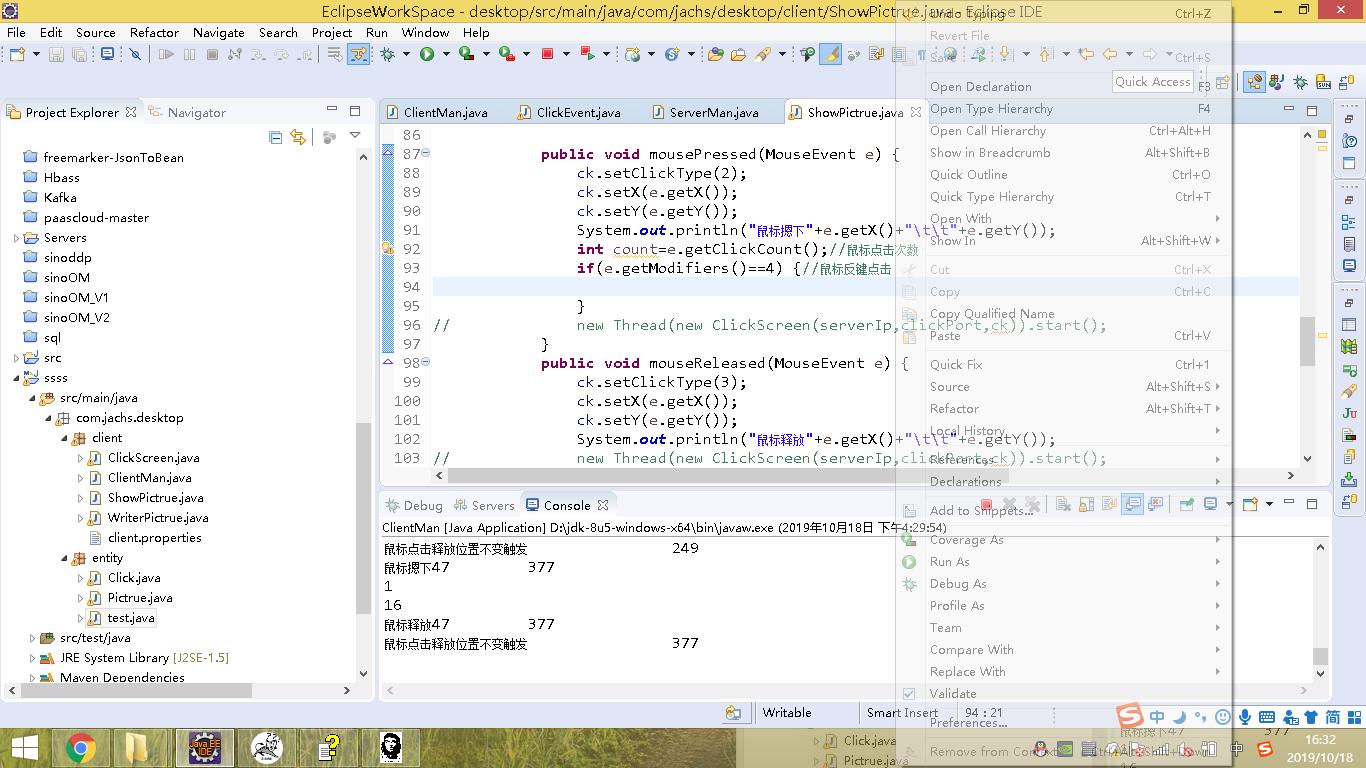 EclipseWorkSpace - desktop/src/main/java/com/jachs/desktop/client/ShowPictrue.java - Eclipse IDE
File Edit Source Refactor Navigate Search Project Run Window Help
Quick Access
Project Explorer
Navigator
freemarker-JsonToBean
Hbass
Kafka
paascloud-master
Servers
sinoddp
sinoOM
sinoOM_V1
sinoOM_V2
sql
src
ssss
src/main/java
com.jachs.desktop
client
ClickScreen.java
ClientMan.java
ShowPictrue.java
WriterPictrue.java
client.properties
entity
Click.java
Pictrue.java
test.java
src/test/java
JRE System Library [J2SE-1.5]
Maven Dependencies
ClientMan.java ClickEvent.java ServerMan.java ShowPictrue.java
86
87 public void mousePressed(MouseEvent e) {
88 ck.setClickType(2);
89 ck.setX(e.getX());
90 ck.setY(e.getY());
91 System.out.println("鼠标摁下"+e.getX()+"\t\t"+e.getY());
92 int count=e.getClickCount();//鼠标点击次数
93 if(e.getModifiers()==4) {//鼠标反键点击
94
95 }
96 // new Thread(new ClickScreen(serverIp,clickPort,ck)).start();
97 }
98 public void mouseReleased(MouseEvent e) {
99 ck.setClickType(3);
100 ck.setX(e.getX());
101 ck.setY(e.getY());
102 System.out.println("鼠标释放"+e.getX()+"\t\t"+e.getY());
103 // new Thread(new ClickScreen(serverIp,clickPort,ck)).start();
Debug Servers Console
ClientMan [Java Application] D:\jdk-8u5-windows-x64\bin\javaw.exe (2019年10月18日 下午4:29:54)
鼠标点击释放位置不变触发 249
鼠标摁下47 377
1
16
鼠标释放47 377
鼠标点击释放位置不变触发 377
Undo Typing Ctrl+Z
Revert File
Save Ctrl+S
Open Declaration F3
Open Type Hierarchy F4
Open Call Hierarchy Ctrl+Alt+H
Show in Breadcrumb Alt+Shift+B
Quick Outline Ctrl+O
Quick Type Hierarchy Ctrl+T
Open With
Show In Alt+Shift+W
Cut Ctrl+X
Copy Ctrl+C
Copy Qualified Name
Paste Ctrl+V
Quick Fix Ctrl+1
Source Alt+Shift+S
Refactor Alt+Shift+T
Local History
References
Declarations
Add to Snippets...
Coverage As
Run As
Debug As
Profile As
Team
Compare With
Replace With
Validate
Preferences...
Remove from Context
Writable Smart Insert 94 : 21
中 简
Click.java
Pictrue.java
鼠标摁下47 377
中
16:32
2019/10/18